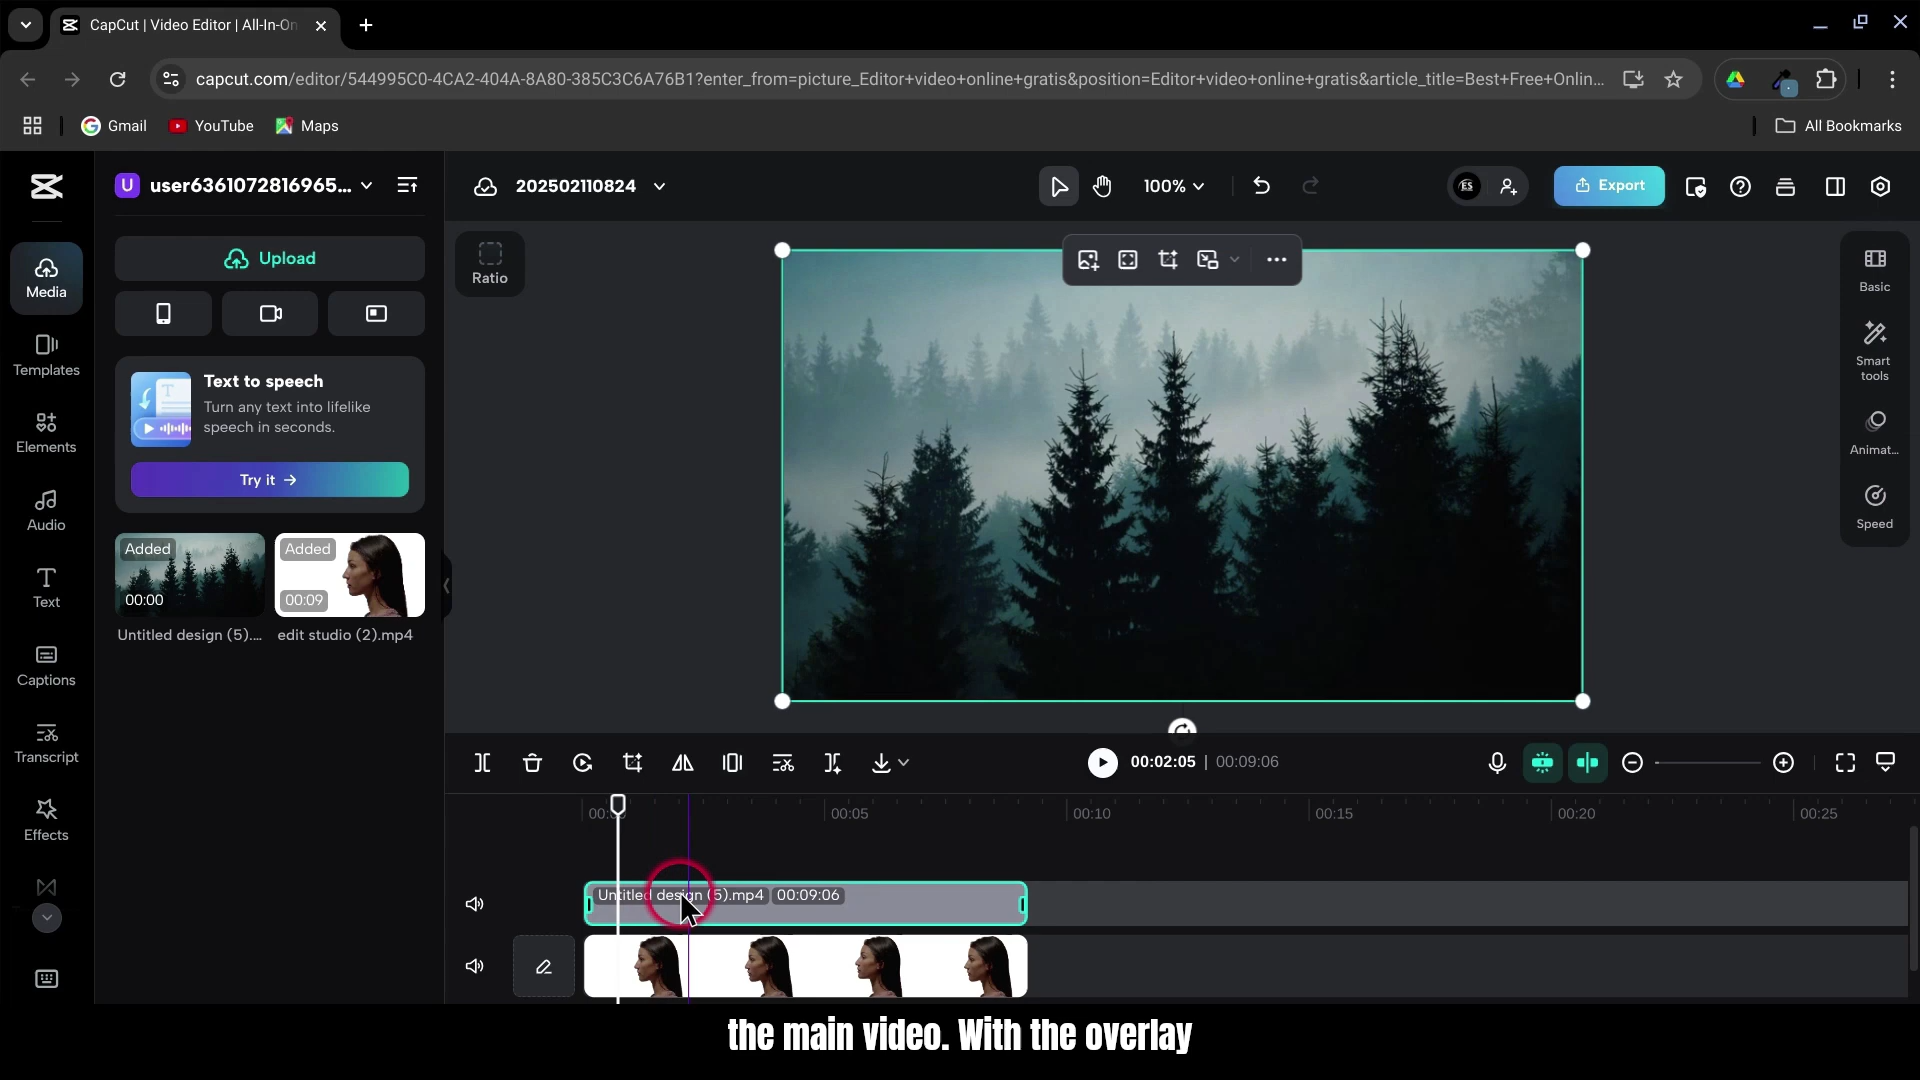 CapCut | Video Editor | All-In-On
capcut.com/editor/544995C0-4CA2-404A-8A80-385C3C6A76B1?enter_from=picture_Editor+video+online+gratis&position=Editor+video+online+gratis&article_title=Best+Free+Onlin...
Gmail
YouTube
Maps
All Bookmarks
U
user6361072816965...
202502110824
100%
ES
Export
Media
Templates
Elements
Audio
Text
Captions
Transcript
Effects
Upload
Text to speech
Turn any text into lifelike
speech in seconds.
Try it →
Added
00:00
Untitled design (5)....
Added
00:09
edit studio (2).mp4
Ratio
Basic
Smart
tools
Animat...
Speed
00:02:05 | 00:09:06
00:05
00:10
00:15
00:20
00:25
Untitled design (5).mp4 00:09:06
the main video. With the overlay